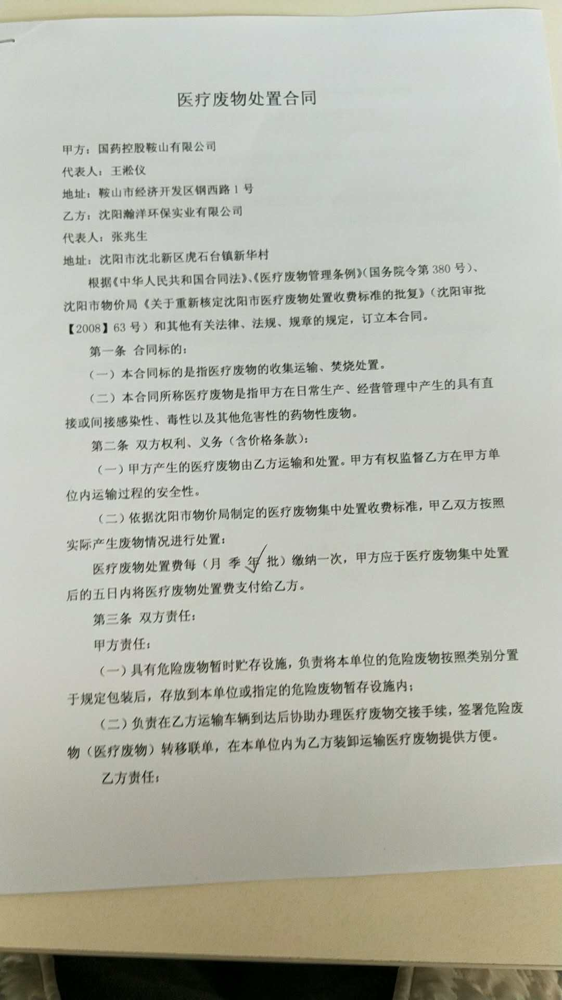 医疗废物处置合同
甲方：国药控股鞍山有限公司
代表人：王淞仪
地址：鞍山市经济开发区钢西路 1 号
乙方：沈阳瀚洋环保实业有限公司
代表人：张兆生
地址：沈阳市沈北新区虎石台镇新华村
根据《中华人民共和国合同法》、《医疗废物管理条例》（国务院令第 380 号）、
沈阳市物价局《关于重新核定沈阳市医疗废物处置收费标准的批复》（沈阳审批
【2008】63 号）和其他有关法律、法规、规章的规定，订立本合同。
第一条 合同标的：
（一）本合同标的是指医疗废物的收集运输、焚烧处置。
（二）本合同所称医疗废物是指甲方在日常生产、经营管理中产生的具有直
接或间接感染性、毒性以及其他危害性的药物性废物。
第二条 双方权利、义务（含价格条款）：
（一）甲方产生的医疗废物由乙方运输和处置。甲方有权监督乙方在甲方单
位内运输过程的安全性。
（二）依据沈阳市物价局制定的医疗废物集中处置收费标准，甲乙双方按照
实际产生废物情况进行处置：
医疗废物处置费每（月 季 年 批）缴纳一次，甲方应于医疗废物集中处置
后的五日内将医疗废物处置费支付给乙方。
第三条 双方责任：
甲方责任：
（一）具有危险废物暂时贮存设施，负责将本单位的危险废物按照类别分置
于规定包装后，存放到本单位或指定的危险废物暂存设施内；
（二）负责在乙方运输车辆到达后协助办理医疗废物交接手续，签署危险废
物（医疗废物）转移联单，在本单位内为乙方装卸运输医疗废物提供方便。
乙方责任：